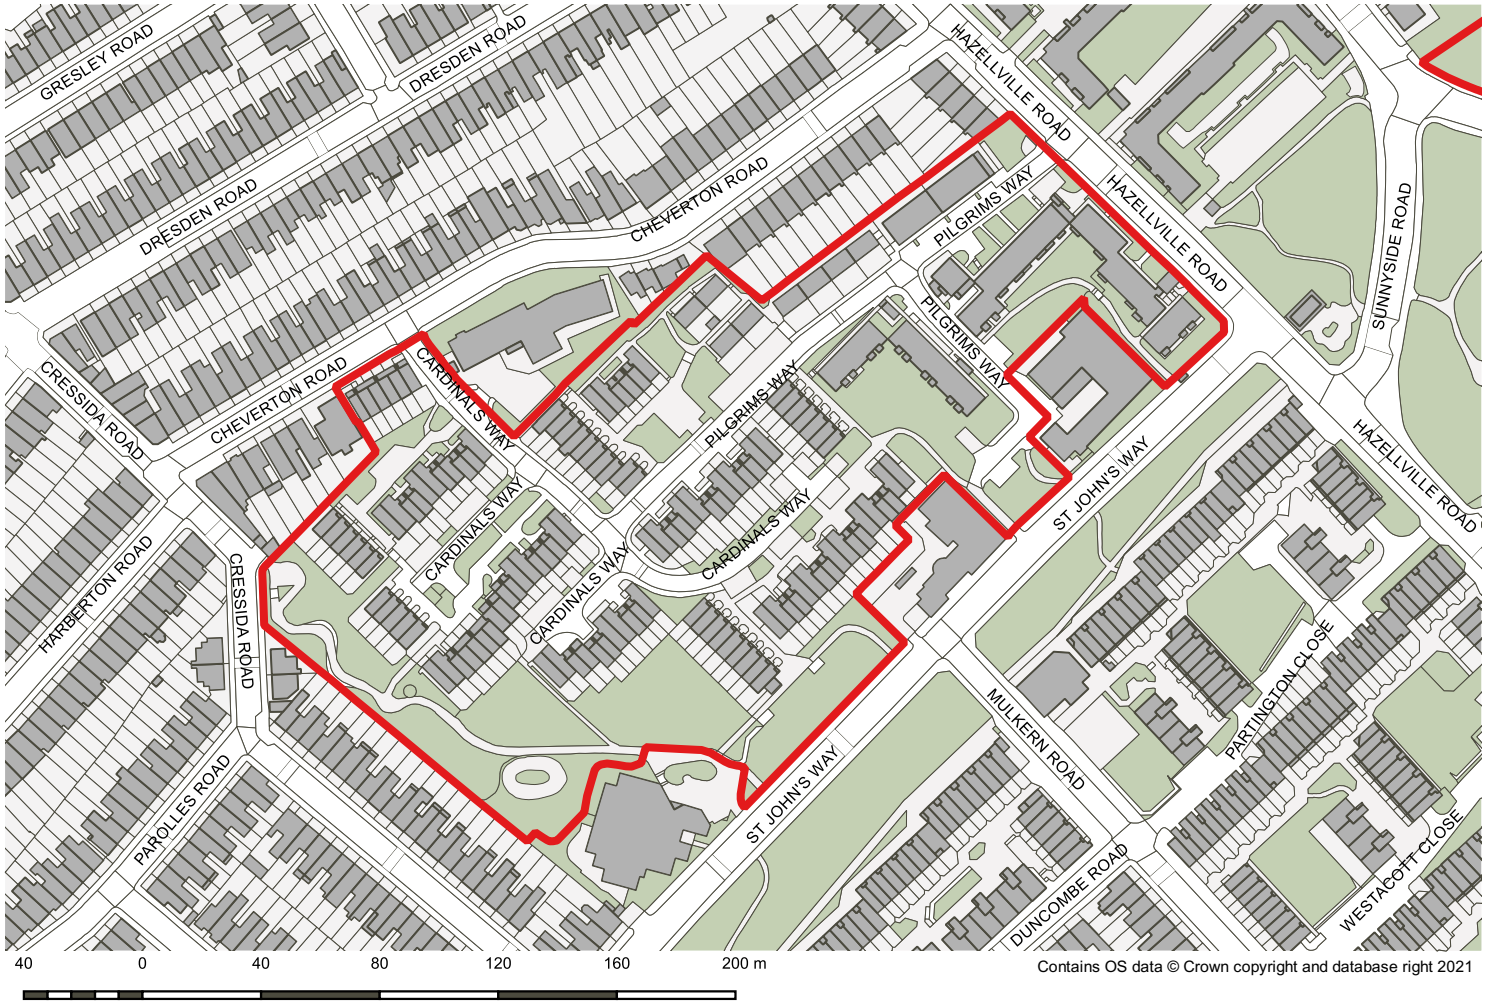 GRESLEY ROAD
DRESDEN ROAD
HAZELLVILLE ROAD
DRESDEN ROAD
CHEVERTON ROAD
PILGRIMS WAY
HAZELLVILLE ROAD
SUNNYSIDE ROAD
CHEVERTON ROAD
CARDINALS WAY
PILGRIMS WAY
PILGRIMS WAY
CRESSIDA ROAD
HAZELLVILLE ROAD
ST JOHN'S WAY
CARDINALS WAY
CARDINALS WAY
CARDINALS WAY
HARBERTON ROAD
CRESSIDA ROAD
PARTINGTON CLOSE
MULKERN ROAD
PAROLLES ROAD
ST JOHN'S WAY
DUNCOMBE ROAD
WESTACOTT CLOSE
40 0 40 80 120 160 200 m
Contains OS data © Crown copyright and database right 2021